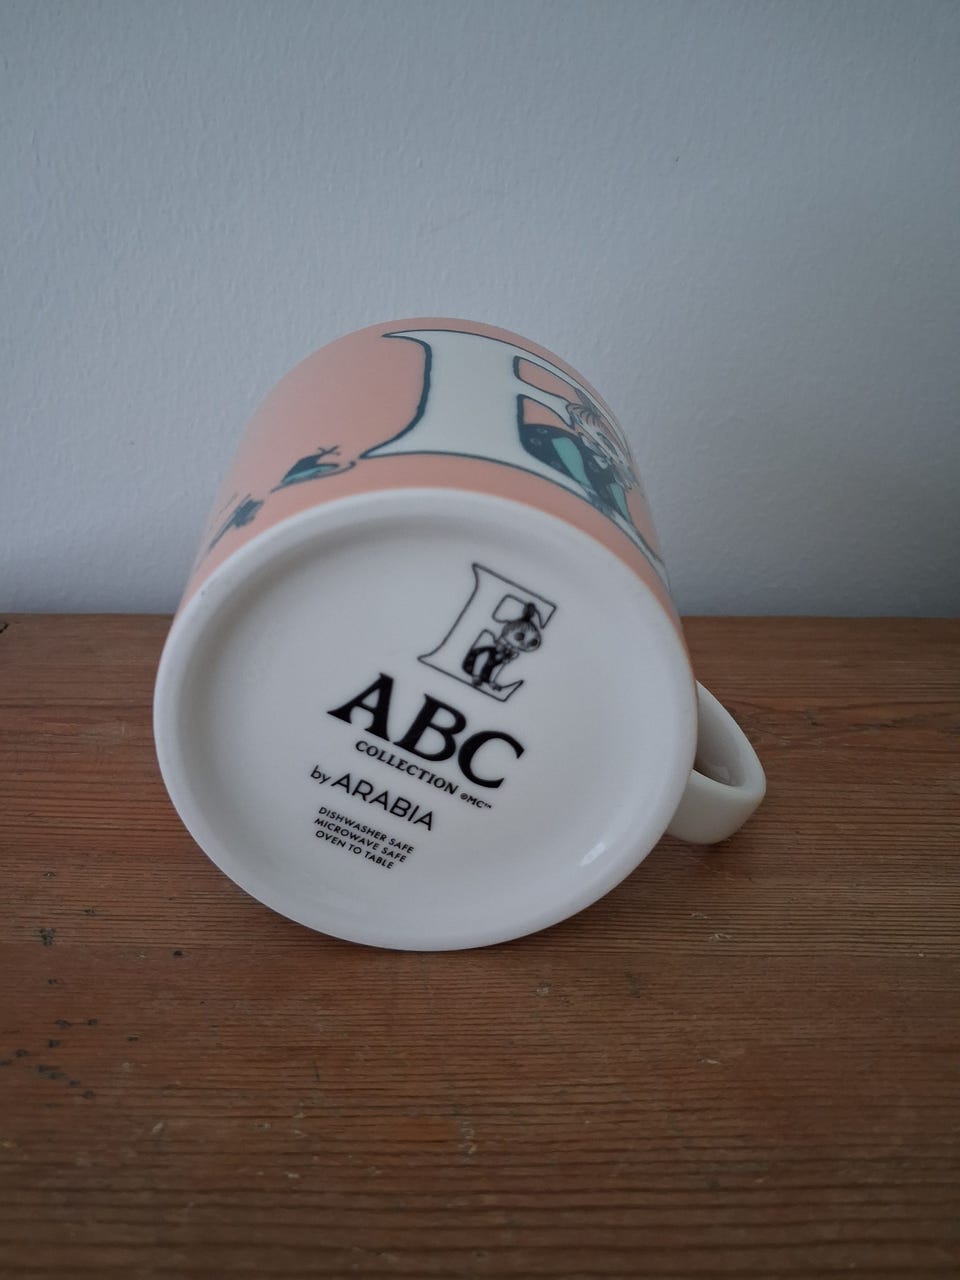 E
E
ABC
COLLECTION ©MC™
by ARABIA
DISHWASHER SAFE
MICROWAVE SAFE
OVEN TO TABLE